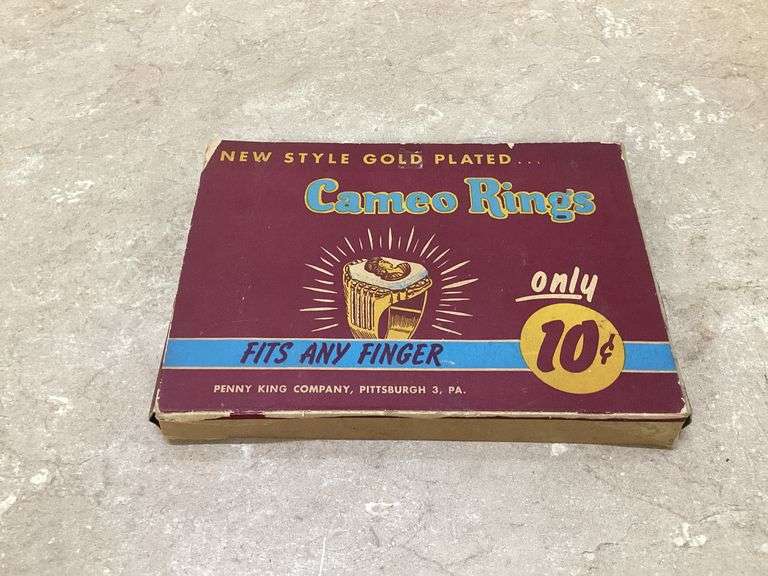 NEW STYLE GOLD PLATED...
Cameo Rings
only
10¢
FITS ANY FINGER
PENNY KING COMPANY, PITTSBURGH 3, PA.